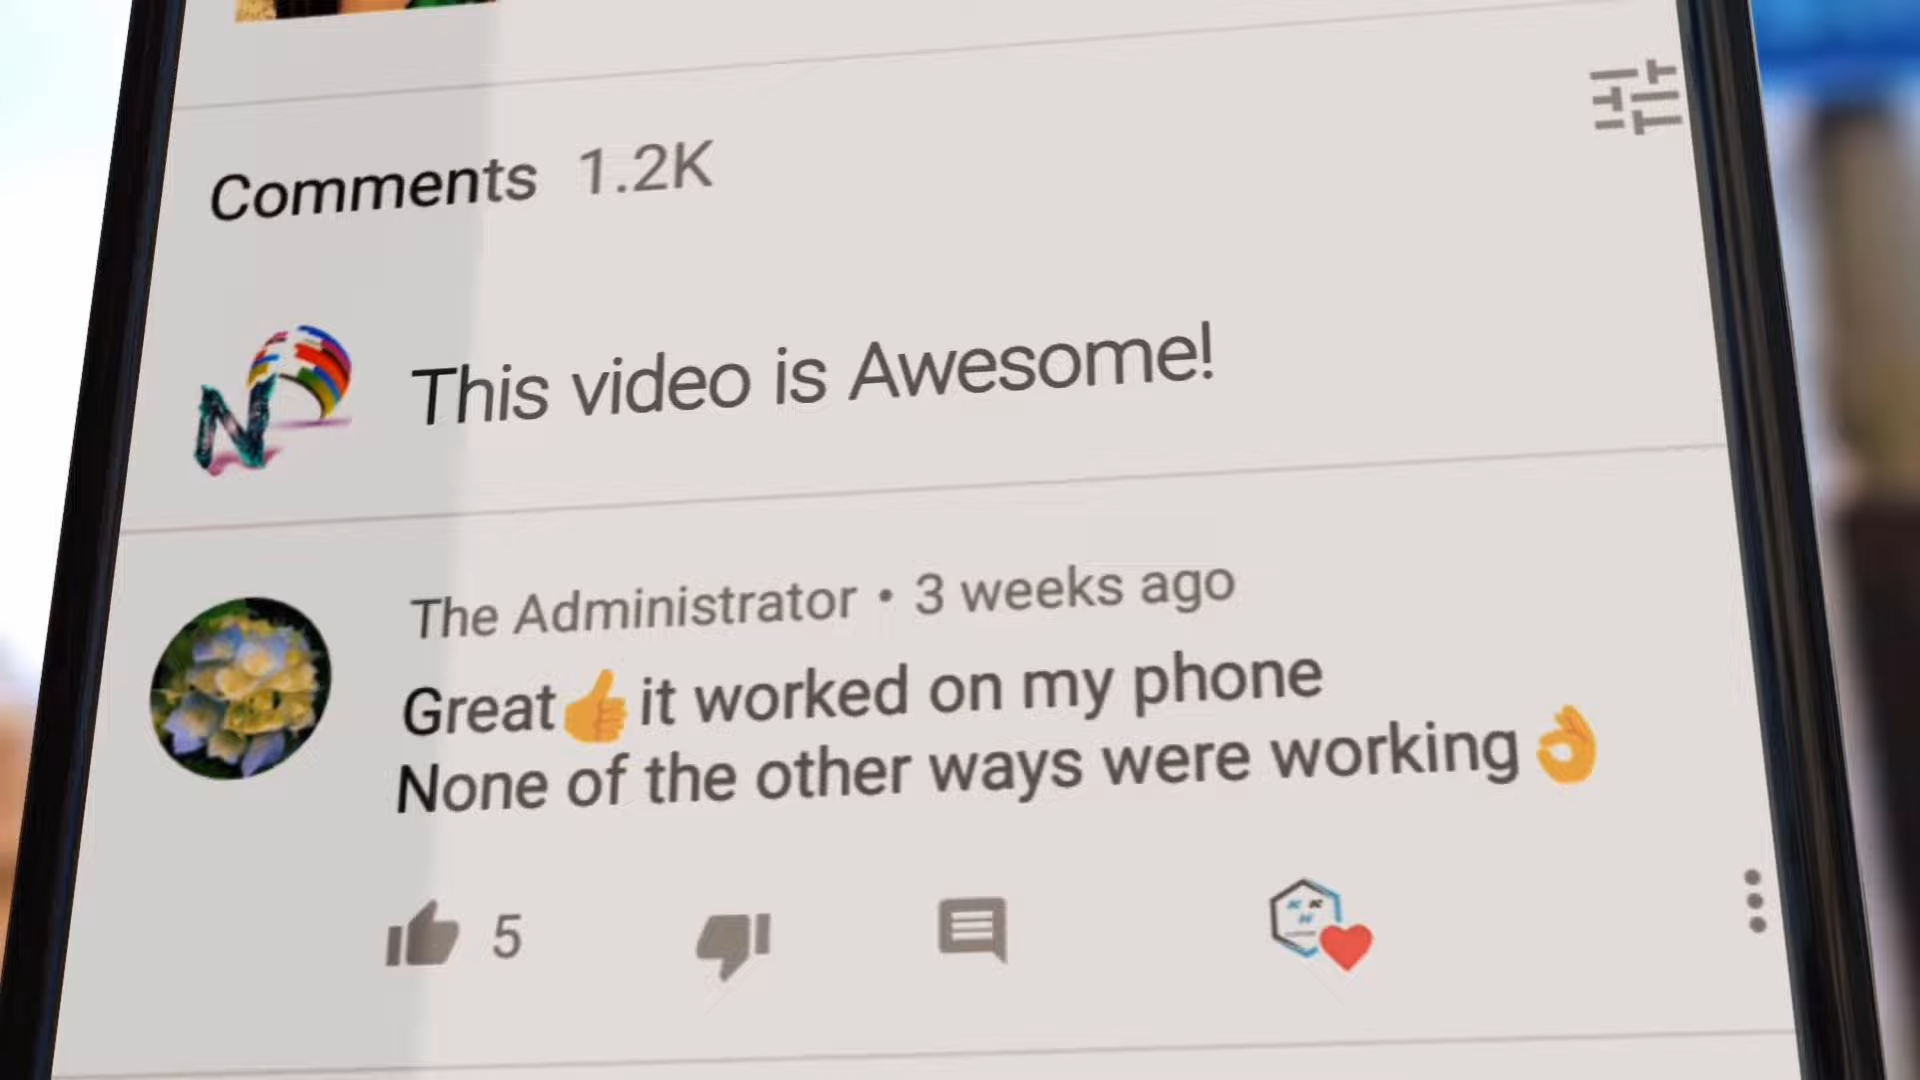 Comments 1.2K
This video is Awesome!
The Administrator • 3 weeks ago
Great👍it worked on my phone
None of the other ways were working👌
5